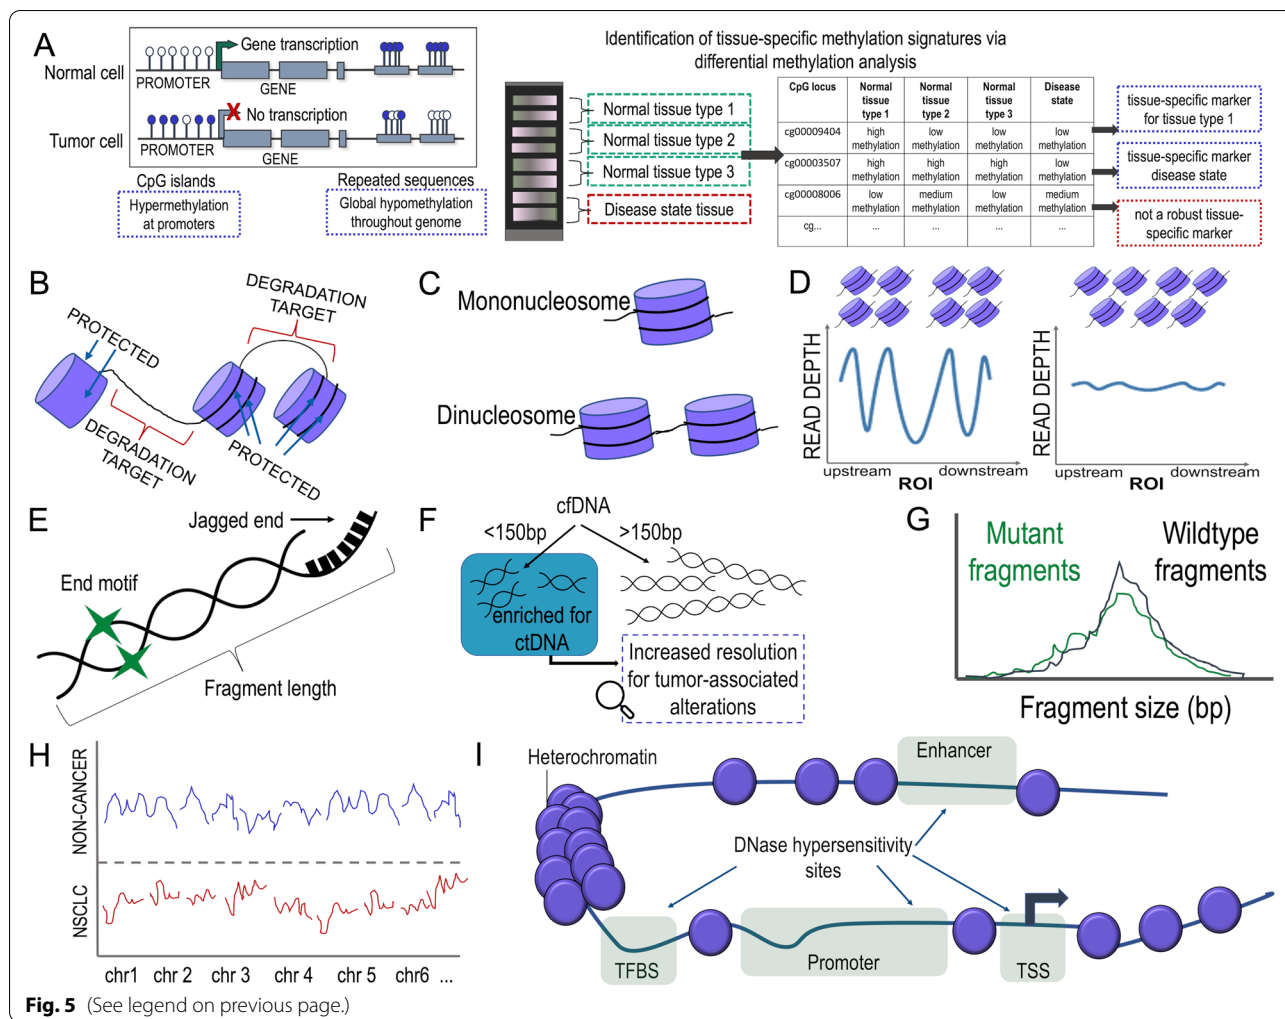 A
Normal cell
Gene transcription
PROMOTER
GENE
Tumor cell
X
No transcription
PROMOTER
GENE
CpG islands
Hypermethylation
at promoters
Repeated sequences
Global hypomethylation
throughout genome
Identification of tissue-specific methylation signatures via
differential methylation analysis
Normal tissue type 1
Normal tissue type 2
Normal tissue type 3
Disease state tissue
CpG locus
Normal
tissue
type 1
Normal
tissue
type 2
Normal
tissue
type 3
Disease
state
cg00009404
high
methylation
low
methylation
low
methylation
low
methylation
cg00003507
high
methylation
high
methylation
high
methylation
low
methylation
cg00008006
low
methylation
medium
methylation
low
methylation
medium
methylation
cg...
...
...
...
...
tissue-specific marker
for tissue type 1
tissue-specific marker
disease state
not a robust tissue-
specific marker
B
PROTECTED
DEGRADATION
TARGET
DEGRADATION
TARGET
PROTECTED
C
Mononucleosome
Dinucleosome
D
READ DEPTH
upstream
downstream
ROI
READ DEPTH
upstream
downstream
ROI
E
Jagged end
End motif
Fragment length
F
cfDNA
<150bp
>150bp
enriched for
ctDNA
Increased resolution
for tumor-associated
alterations
G
Mutant
fragments
Wildtype
fragments
Fragment size (bp)
H
NON-CANCER
NSCLC
chr1
chr 2
chr 3
chr 4
chr 5
chr6
...
I
Heterochromatin
Enhancer
DNase hypersensitivity
sites
TFBS
Promoter
TSS
Fig. 5 (See legend on previous page.)